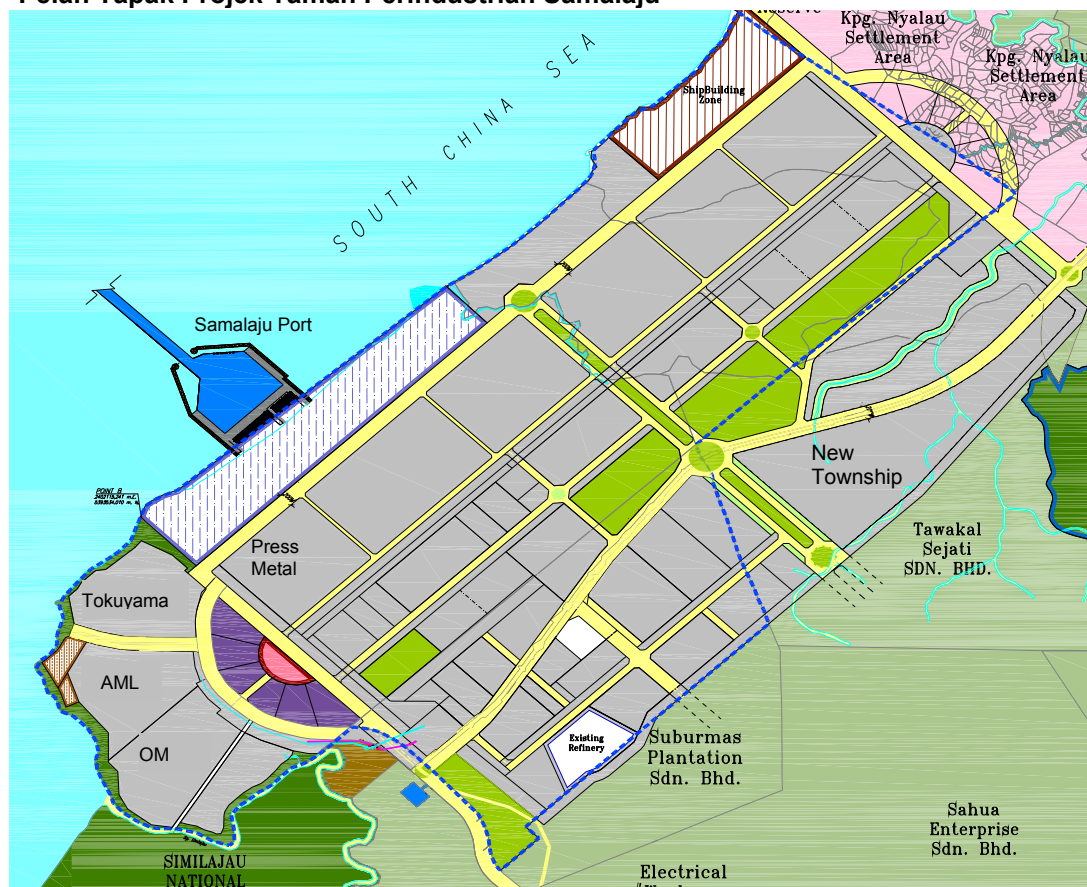 Pelan Tapak Projek Taman Perindustrian Samalaju
Reserve
Kpg. Nyalau
Settlement
Area
Kpg. Nyalau
Settlement
Area
ShipBuilding
Zone
SOUTH CHINA SEA
Samalaju Port
POINT B
New
Township
Press
Metal
Tawakal
Sejati
SDN. BHD.
Tokuyama
AML
OM
Existing
Refinery
Suburmas
Plantation
Sdn. Bhd.
Sahua
Enterprise
Sdn. Bhd.
SIMILAJAU
NATIONAL
Electrical